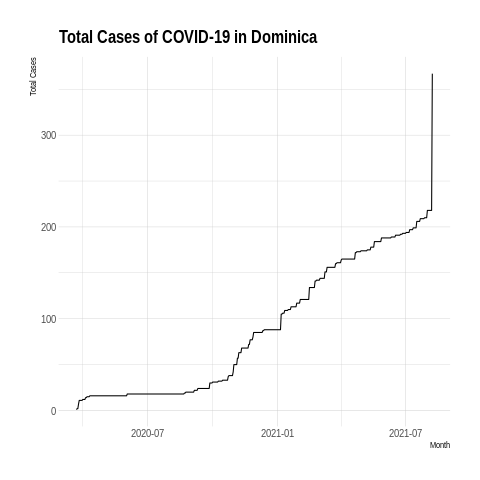 Total Cases of COVID-19 in Dominica
Total Cases
300
200
100
0
2020-07
2021-01
2021-07
Month